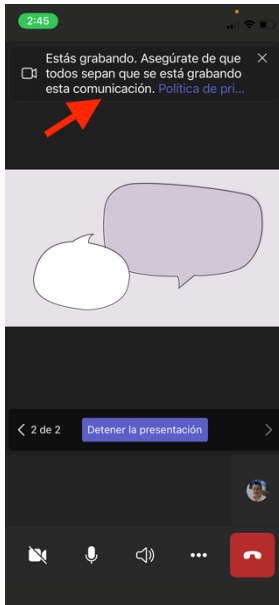 2:45
Estás grabando. Asegúrate de que
todos sepan que se está grabando
esta comunicación. Política de pri...
2 de 2
Detener la presentación